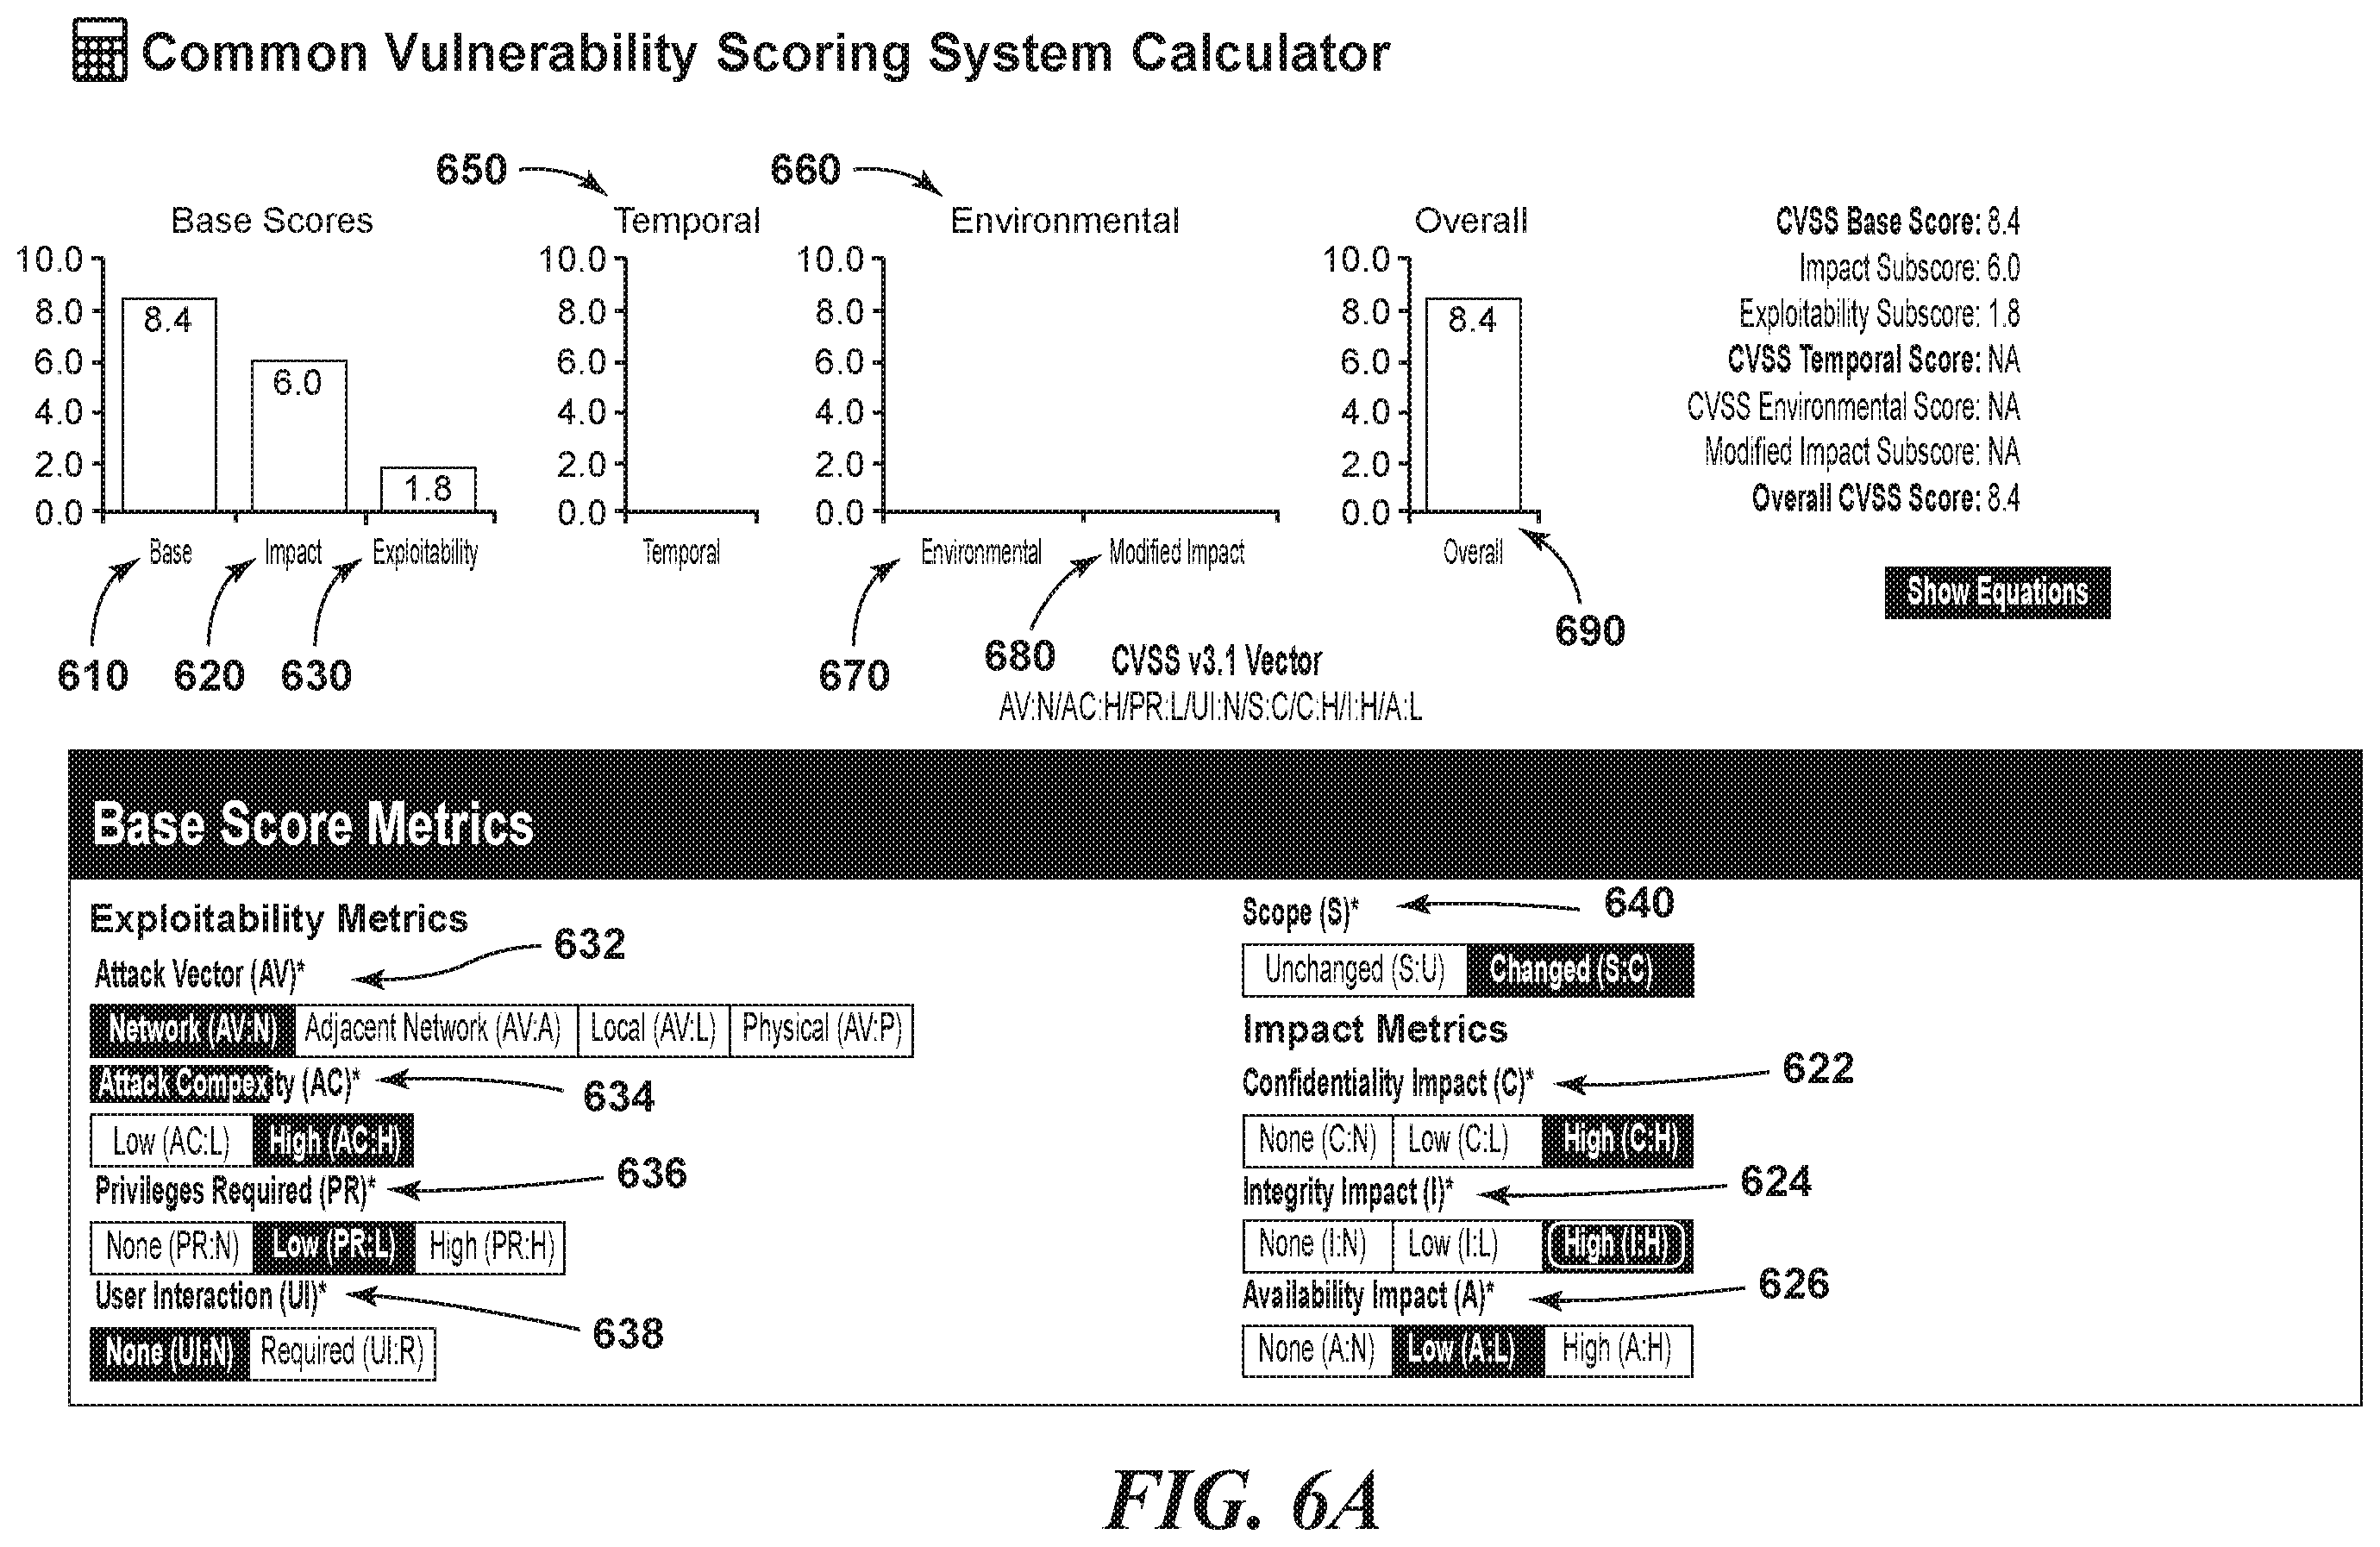 Common Vulnerability Scoring System Calculator
650
660
Base Scores
Temporal
Environmental
Overall
10.0
8.0
6.0
4.0
2.0
0.0
8.4
6.0
1.8
Base
Impact
Exploitability
10.0
8.0
6.0
4.0
2.0
0.0
Temporal
10.0
8.0
6.0
4.0
2.0
0.0
Environmental
Modified Impact
10.0
8.0
6.0
4.0
2.0
0.0
8.4
Overall
CVSS Base Score: 8.4
Impact Subscore: 6.0
Exploitability Subscore: 1.8
CVSS Temporal Score: NA
CVSS Environmental Score: NA
Modified Impact Subscore: NA
Overall CVSS Score: 8.4
Show Equations
610
620
630
670
680
690
CVSS v3.1 Vector
AV:N/AC:H/PR:L/UI:N/S:C/C:H/I:H/A:L
Base Score Metrics
Exploitability Metrics
632
Attack Vector (AV)*
Network (AV:N) Adjacent Network (AV:A) Local (AV:L) Physical (AV:P)
Attack Compexity (AC)*
634
Low (AC:L) High (AC:H)
Privileges Required (PR)*
636
None (PR:N) Low (PR:L) High (PR:H)
User Interaction (UI)*
638
None (UI:N) Required (UI:R)
Scope (S)*
640
Unchanged (S:U) Changed (S:C)
Impact Metrics
Confidentiality Impact (C)*
622
None (C:N) Low (C:L) High (C:H)
Integrity Impact (I)*
624
None (I:N) Low (I:L) High (I:H)
Availability Impact (A)*
626
None (A:N) Low (A:L) High (A:H)
FIG. 6A